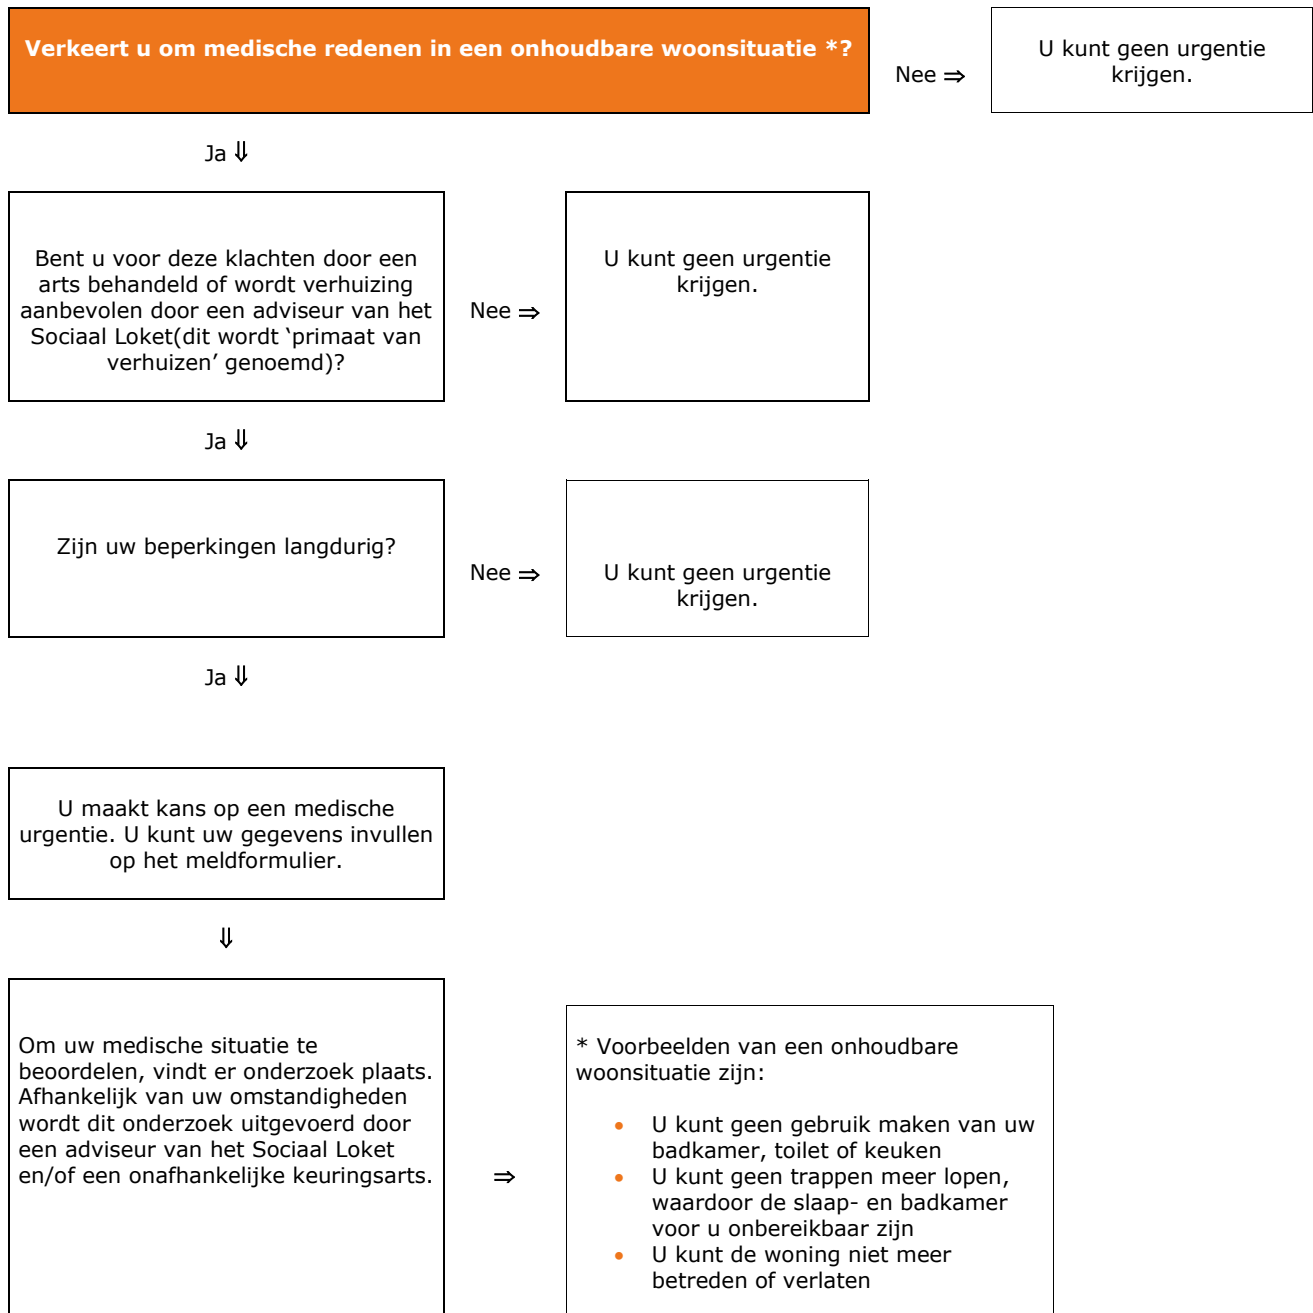 Verkeert u om medische redenen in een onhoudbare woonsituatie *?
Nee ⇒
U kunt geen urgentie
krijgen.
Ja ⇓
Bent u voor deze klachten door een
arts behandeld of wordt verhuizing
aanbevolen door een adviseur van het
Sociaal Loket(dit wordt ‘primaat van
verhuizen’ genoemd)?
Nee ⇒
U kunt geen urgentie
krijgen.
Ja ⇓
Zijn uw beperkingen langdurig?
Nee ⇒
U kunt geen urgentie
krijgen.
Ja ⇓
U maakt kans op een medische
urgentie. U kunt uw gegevens invullen
op het meldformulier.
⇓
Om uw medische situatie te
beoordelen, vindt er onderzoek plaats.
Afhankelijk van uw omstandigheden
wordt dit onderzoek uitgevoerd door
een adviseur van het Sociaal Loket
en/of een onafhankelijke keuringsarts.
⇒
* Voorbeelden van een onhoudbare
woonsituatie zijn:
• U kunt geen gebruik maken van uw
badkamer, toilet of keuken
• U kunt geen trappen meer lopen,
waardoor de slaap- en badkamer
voor u onbereikbaar zijn
• U kunt de woning niet meer
betreden of verlaten